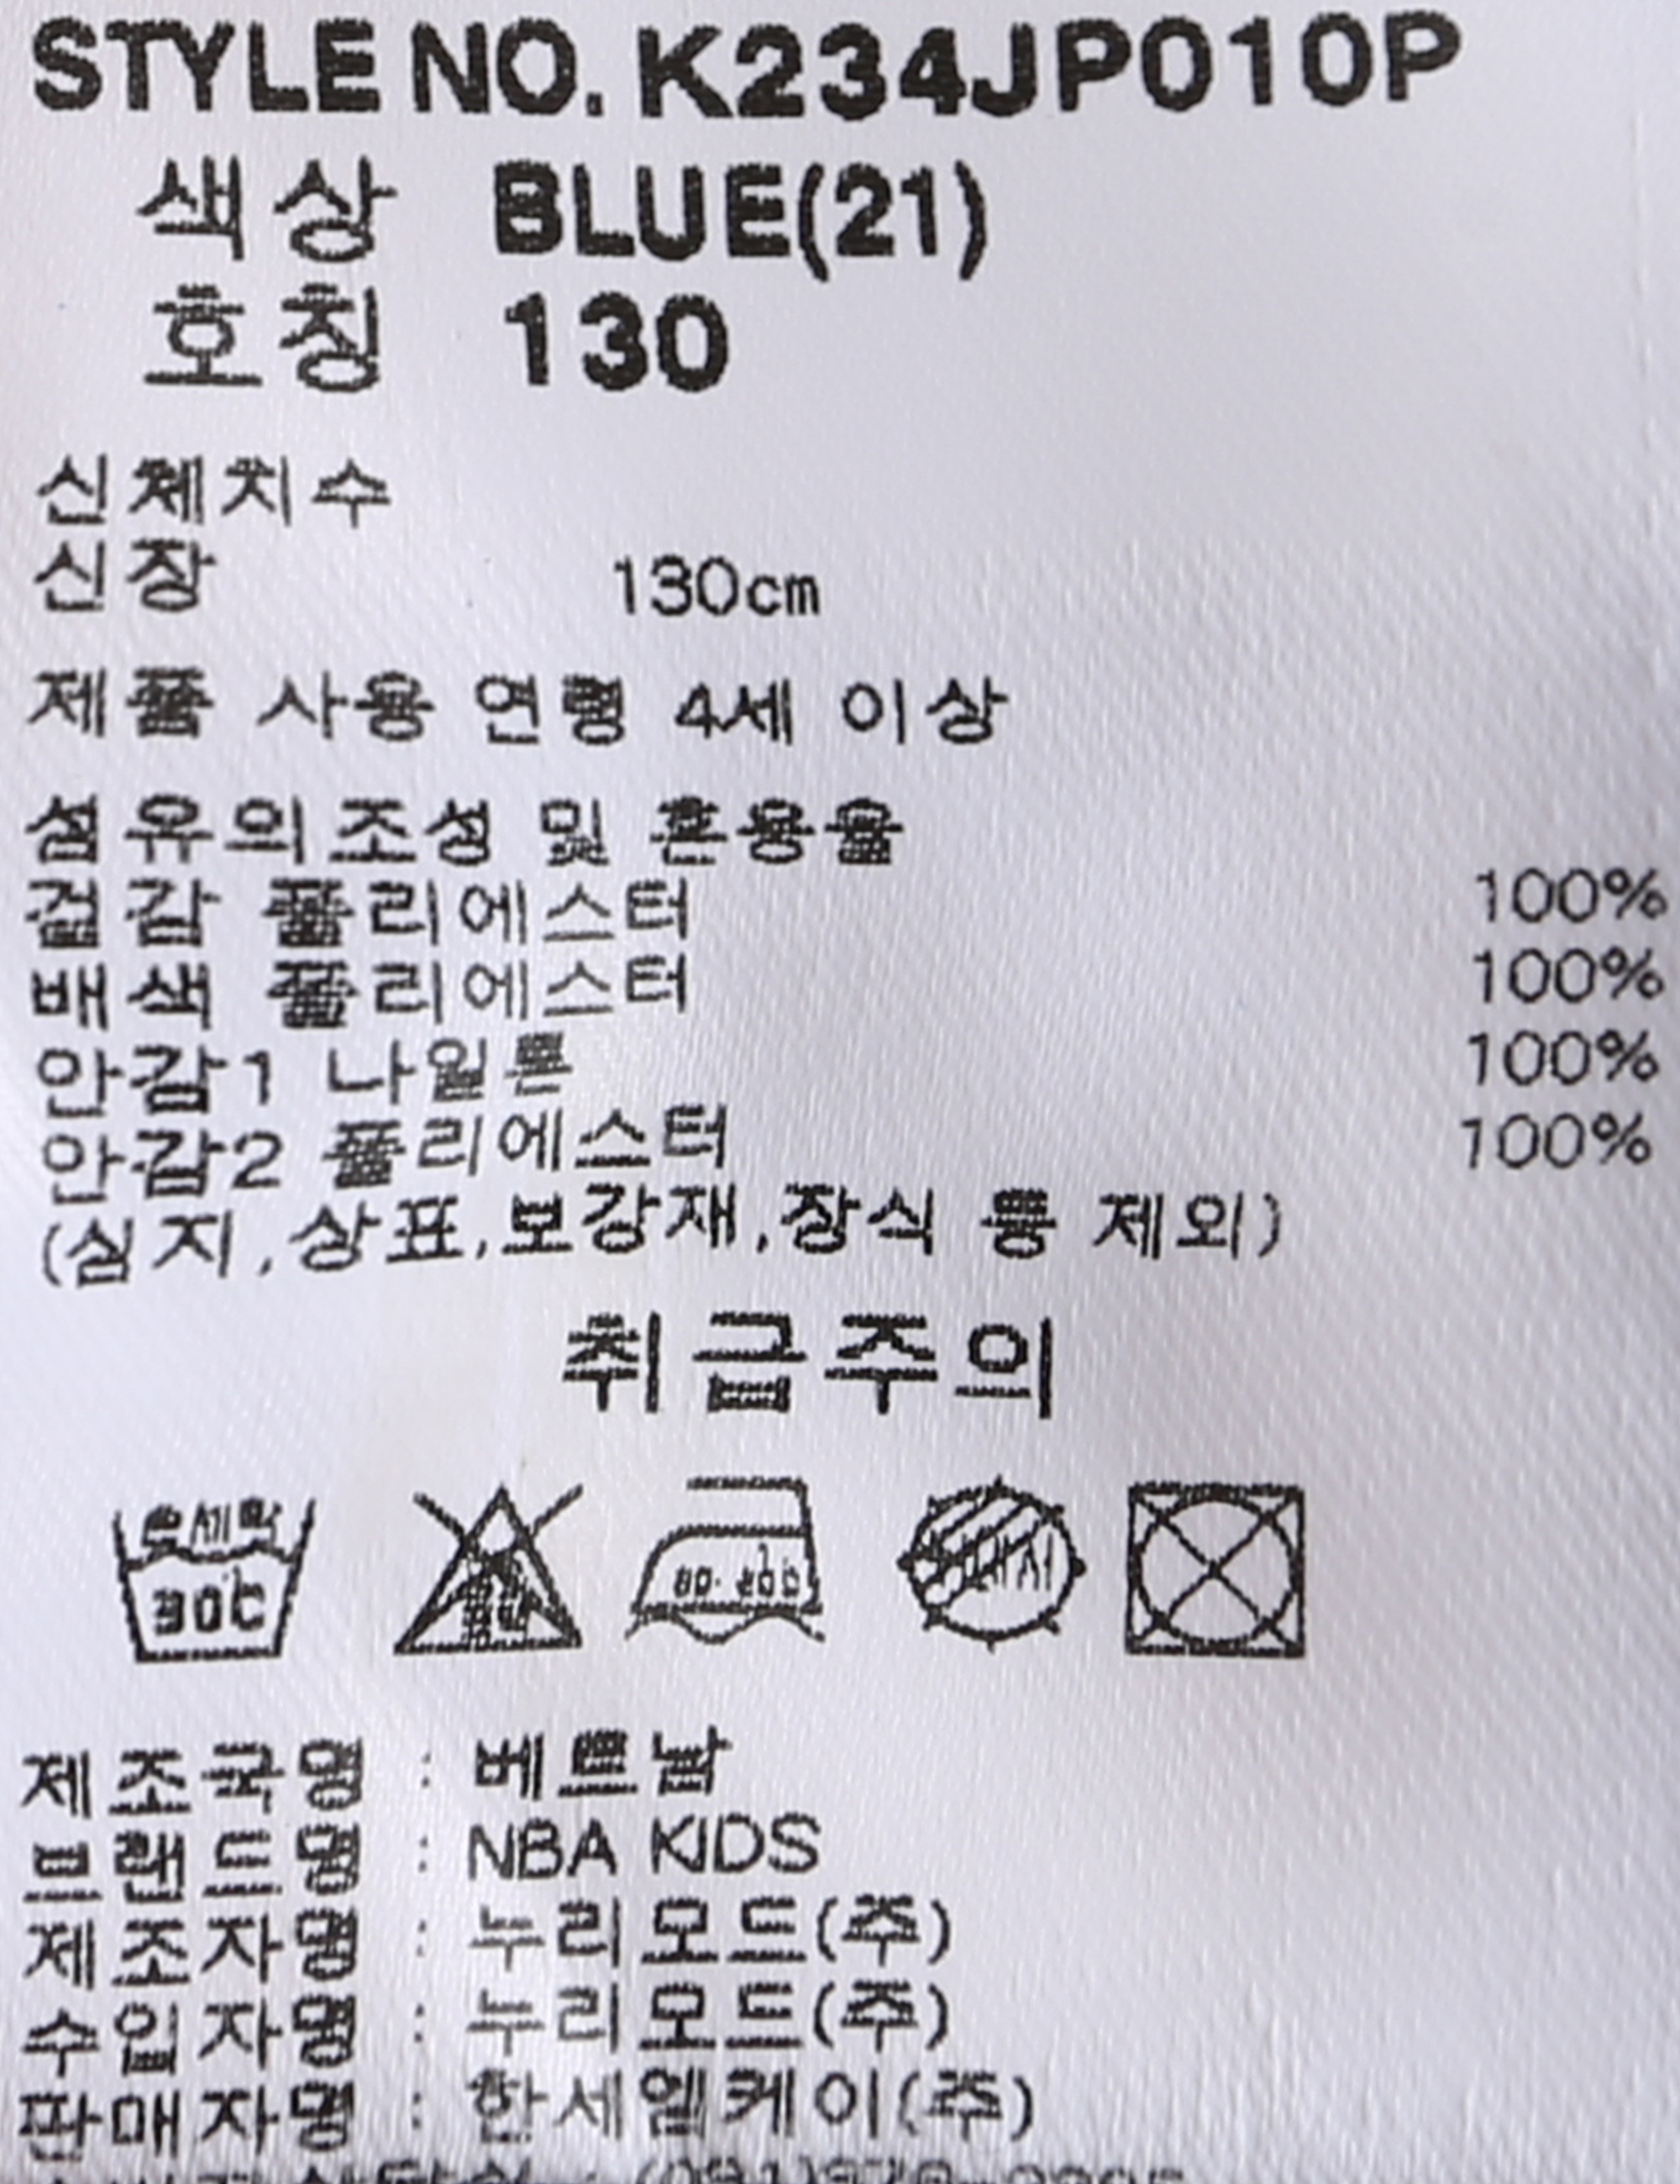 STYLE NO. K234JP010P
색상 BLUE(21)
호칭 130
신체치수
신장 130cm
제품 사용 연령 4세 이상
섬유의조성 및 혼용율
겉감 폴리에스터 100%
배색 폴리에스터 100%
안감1 나일론 100%
안감2 폴리에스터 100%
(심지,상표,보강재,장식 등 제외)
취급주의
30℃
제조국명 : 베트남
브랜드명 : NBA KIDS
제조자명 : 누리모드(주)
수입자명 : 누리모드(주)
판매자명 : 한세엠케이(주)